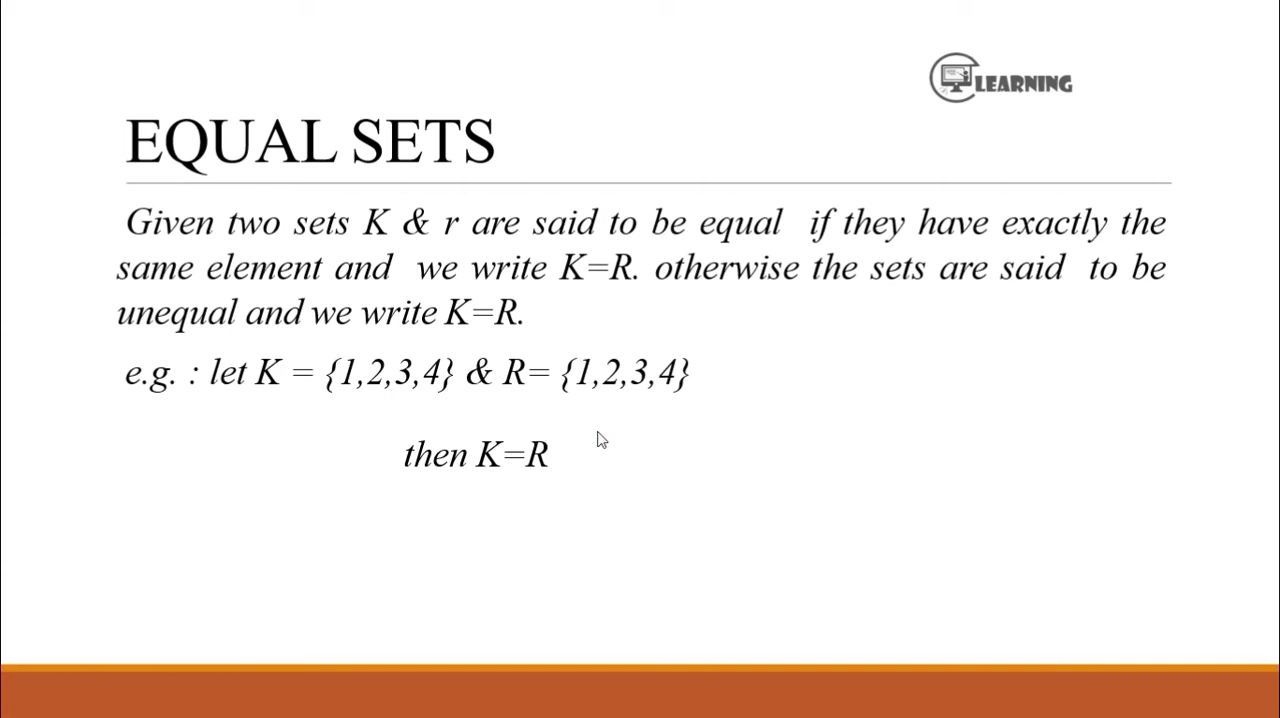 LEARNING
EQUAL SETS
Given two sets K & r are said to be equal if they have exactly the
same element and we write K=R. otherwise the sets are said to be
unequal and we write K=R.
e.g. : let K = {1,2,3,4} & R= {1,2,3,4}
then K=R